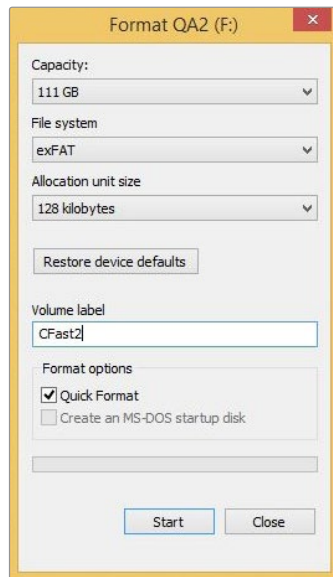 Format QA2 (F:)
Capacity:
111 GB
File system
exFAT
Allocation unit size
128 kilobytes
Restore device defaults
Volume label
CFast2
Format options
Quick Format
Create an MS-DOS startup disk
Start Close